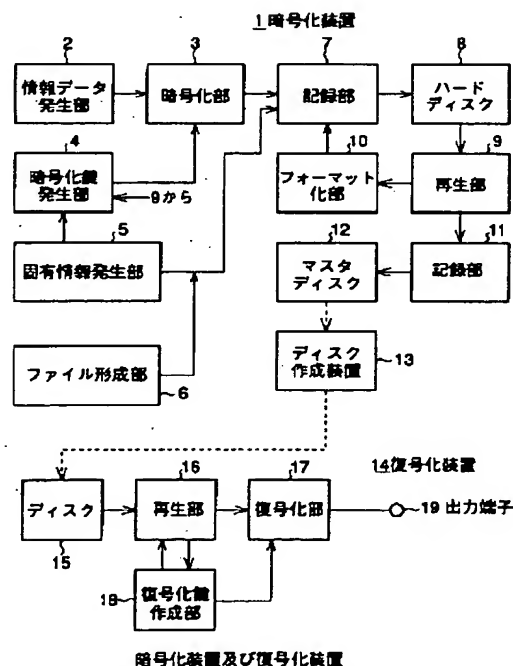 1 暗号化装置
2
3
7
8
情報データ
発生部
暗号化部
記録部
ハード
ディスク
4
10
9
暗号化鍵
発生部
9から
フォーマット
化部
再生部
5
12
11
固有情報発生部
マスタ
ディスク
記録部
ファイル形成部
6
ディスク
作成装置
13
16
17
14 復号化装置
ディスク
再生部
復号化部
19 出力端子
15
18
復号化鍵
作成部
暗号化装置及び復号化装置